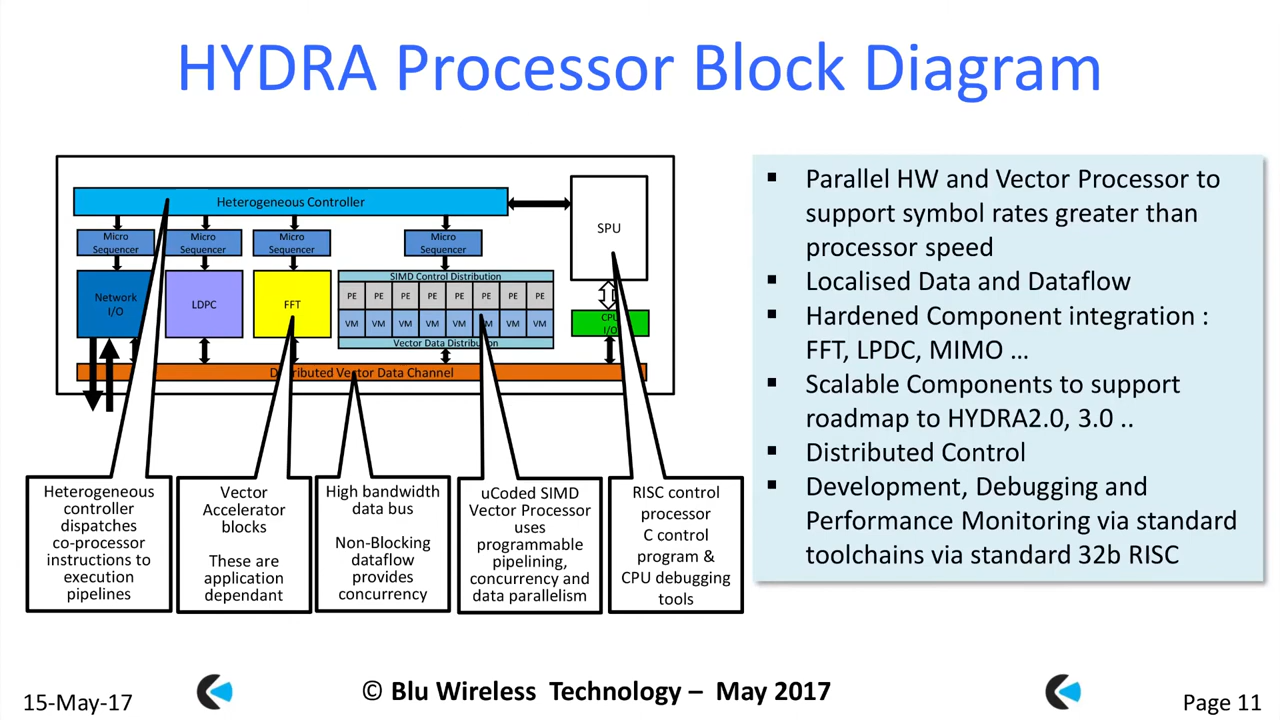 HYDRA Processor Block Diagram
Heterogeneous Controller
SPU
Micro
Sequencer
Micro
Sequencer
Micro
Sequencer
Micro
Sequencer
Network
I/O
LDPC
FFT
SIMD Control Distribution
PE PE PE PE PE PE PE PE
VM VM VM VM VM VM VM VM
Vector Data Distribution
CPU
I/O
Distributed Vector Data Channel
Heterogeneous
controller
dispatches
co-processor
instructions to
execution
pipelines
Vector
Accelerator
blocks
These are
application
dependant
High bandwidth
data bus
Non-Blocking
dataflow
provides
concurrency
uCoded SIMD
Vector Processor
uses
programmable
pipelining,
concurrency and
data parallelism
RISC control
processor
C control
program &
CPU debugging
tools
▪ Parallel HW and Vector Processor to
support symbol rates greater than
processor speed
▪ Localised Data and Dataflow
▪ Hardened Component integration :
FFT, LPDC, MIMO ...
▪ Scalable Components to support
roadmap to HYDRA2.0, 3.0 ..
▪ Distributed Control
▪ Development, Debugging and
Performance Monitoring via standard
toolchains via standard 32b RISC
15-May-17
© Blu Wireless Technology – May 2017
Page 11